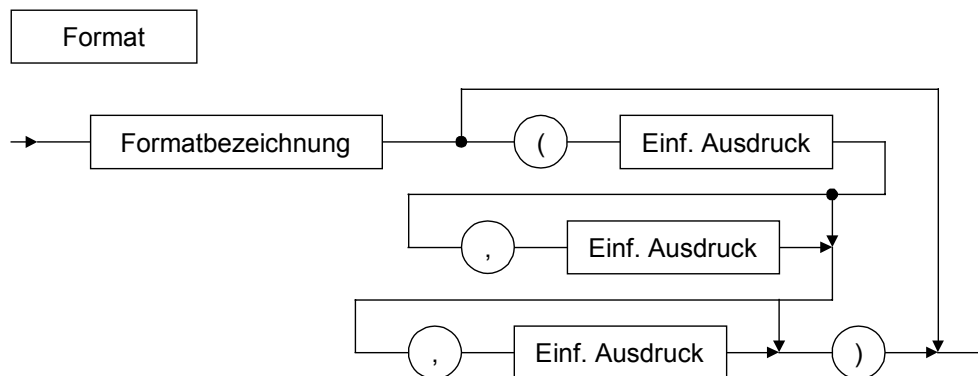 Format
Formatbezeichnung ( Einf. Ausdruck
, Einf. Ausdruck
, Einf. Ausdruck )